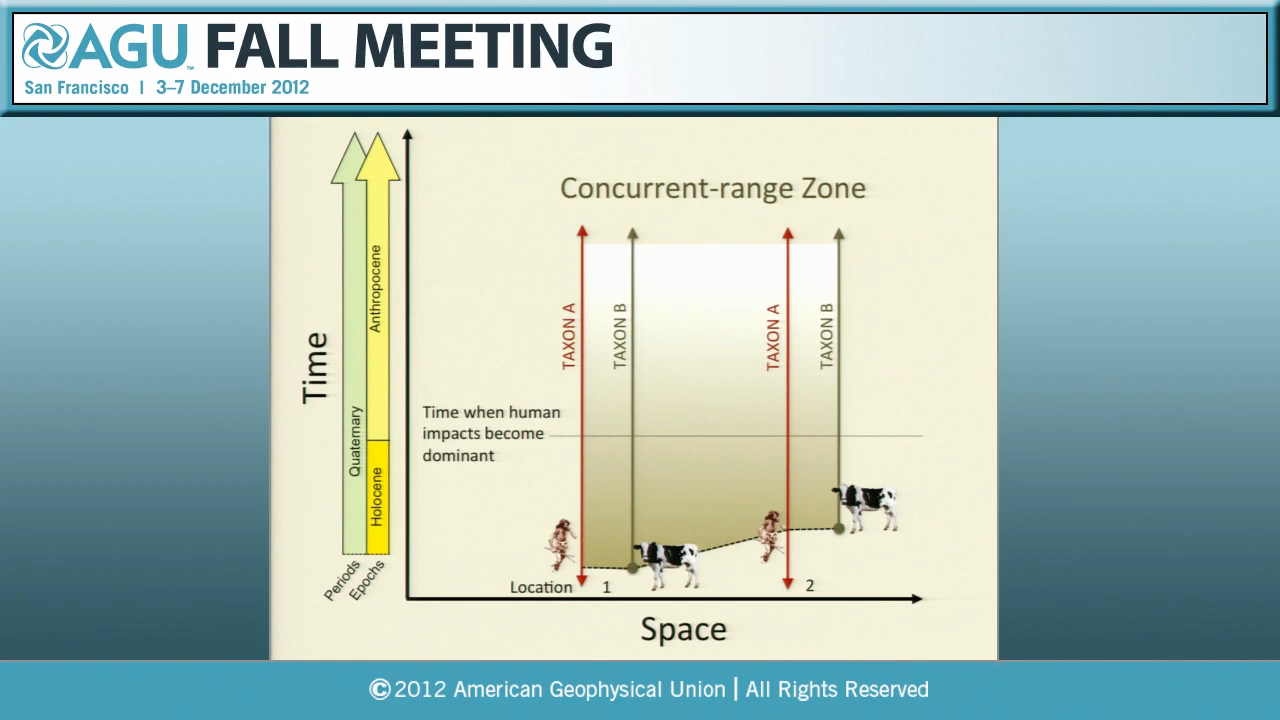 AGU™ FALL MEETING
San Francisco | 3–7 December 2012
Concurrent-range Zone
Time
Quaternary
Anthropocene
Holocene
Periods
Epochs
TAXON A
TAXON B
TAXON A
TAXON B
Time when human
impacts become
dominant
Location 1 2
Space
©2012 American Geophysical Union | All Rights Reserved